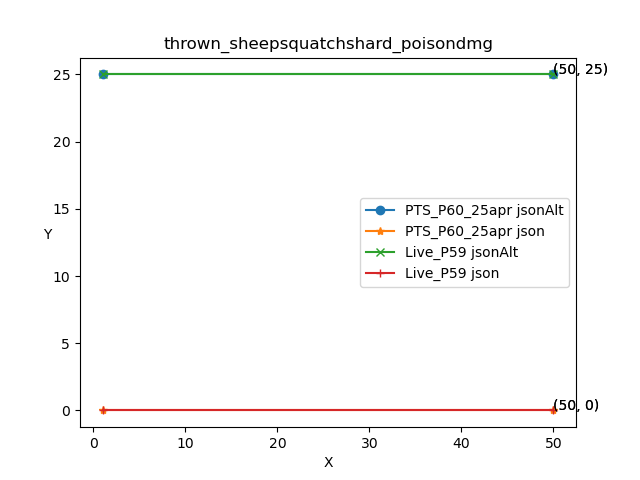 thrown_sheepsquatchshard_poisondmg
25
20
15
10
5
0
Y
(50, 25)
PTS_P60_25apr jsonAlt
PTS_P60_25apr json
Live_P59 jsonAlt
Live_P59 json
(50, 0)
0 10 20 30 40 50
X